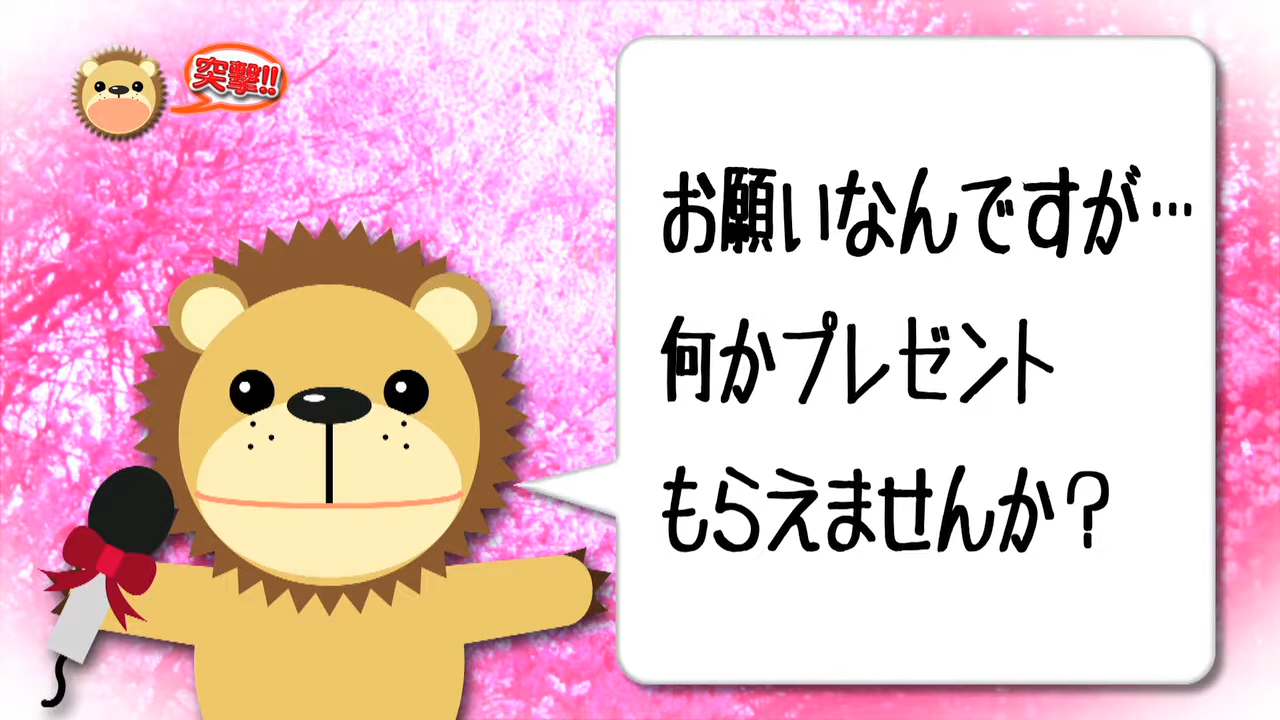 突撃!!
お願いなんですが…
何かプレゼント
もらえませんか？